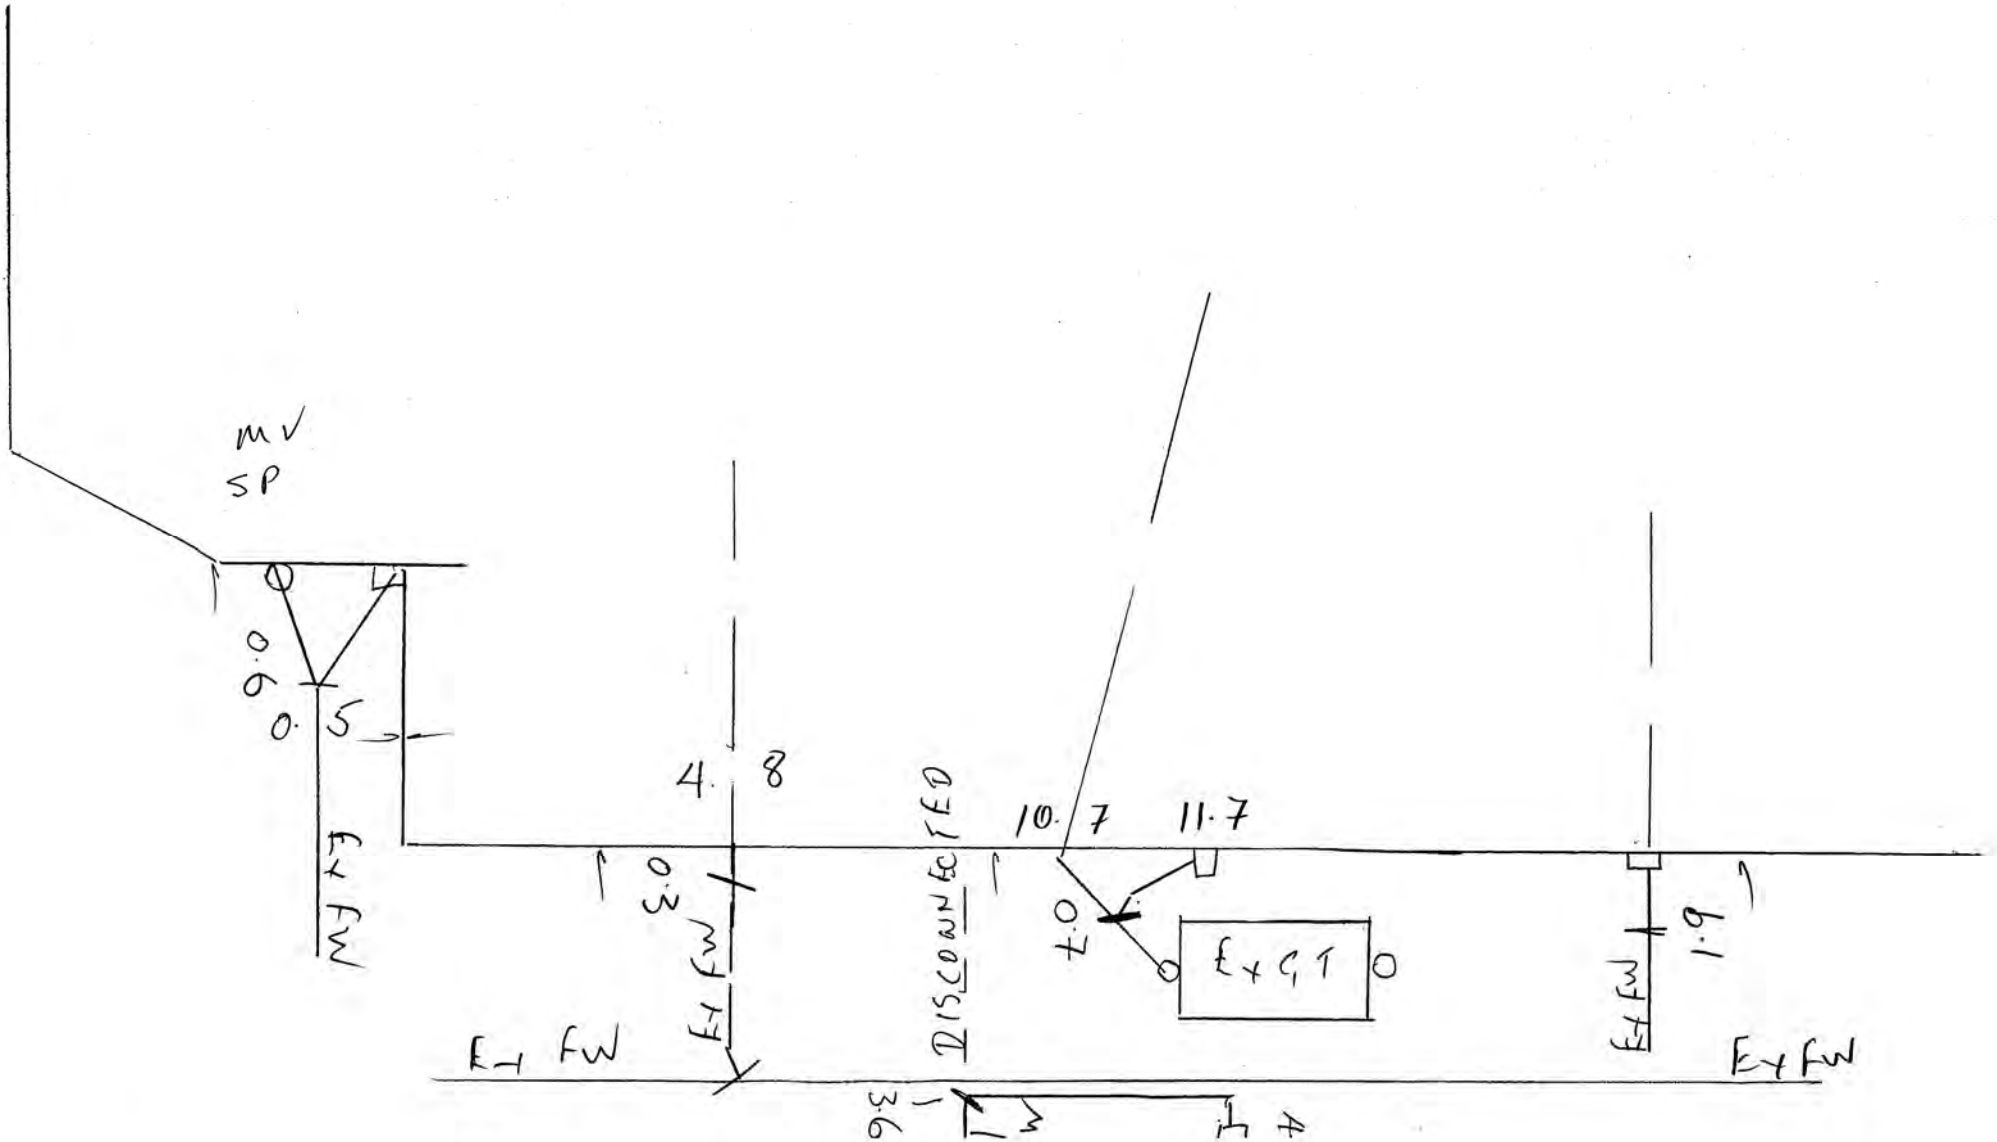 MV
SP
0.9
0.5
Ex FW
4.8
0.3
Ex FW
DISCONNECTED
10.7
11.7
0.7
Ex GT
1.9
Ex FW
Ex FW
Ex FW
3.6